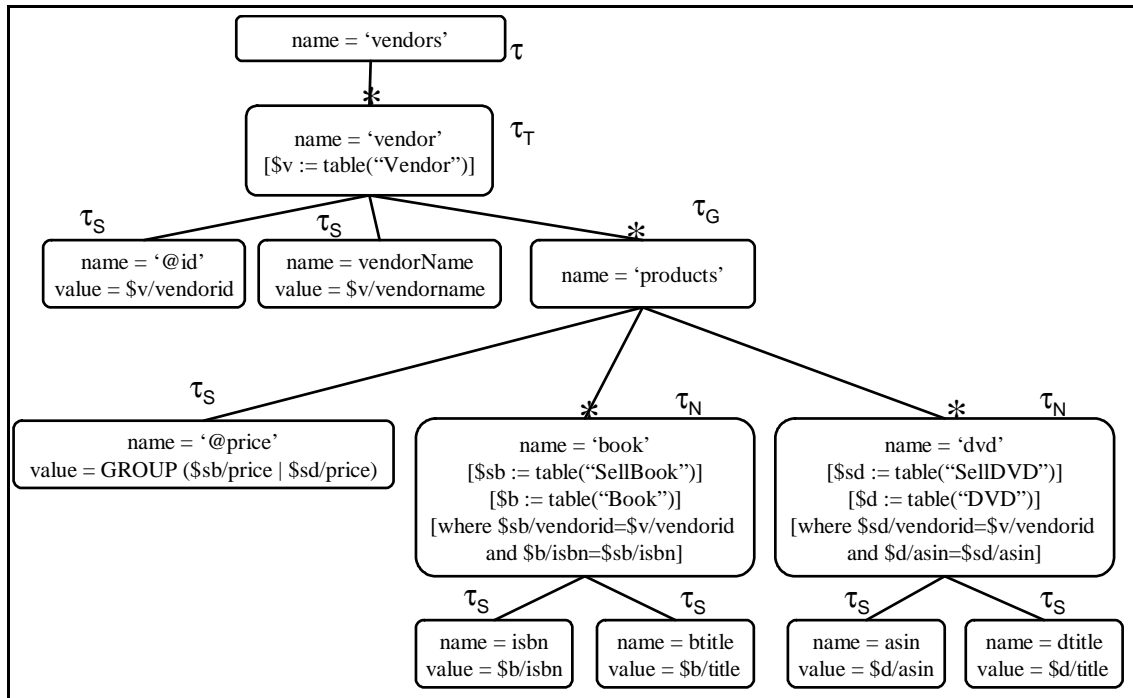 name = ‘vendors’
τ
*
name = ‘vendor’
[$v := table(“Vendor”)]
τT
τS
name = ‘@id’
value = $v/vendorid
τS
name = vendorName
value = $v/vendorname
τG
*
name = ‘products’
τS
name = ‘@price’
value = GROUP ($sb/price | $sd/price)
*
τN
name = ‘book’
[$sb := table(“SellBook”)]
[$b := table(“Book”)]
[where $sb/vendorid=$v/vendorid
and $b/isbn=$sb/isbn]
*
τN
name = ‘dvd’
[$sd := table(“SellDVD”)]
[$d := table(“DVD”)]
[where $sd/vendorid=$v/vendorid
and $d/asin=$sd/asin]
τS
name = isbn
value = $b/isbn
τS
name = btitle
value = $b/title
τS
name = asin
value = $d/asin
τS
name = dtitle
value = $d/title